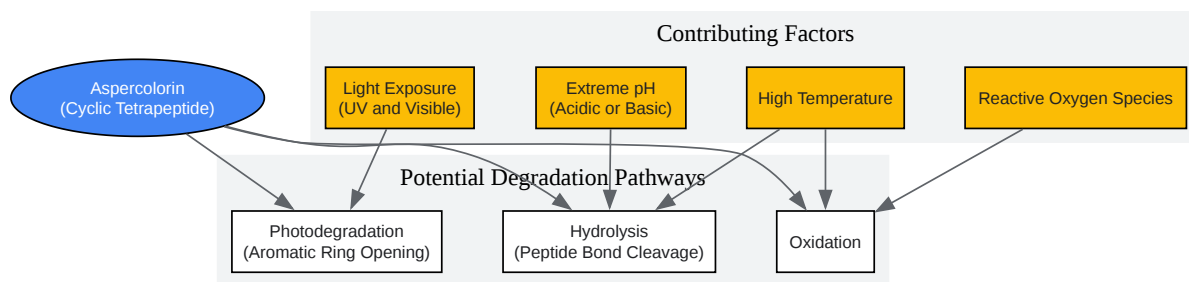 Contributing Factors
Aspercolorin
(Cyclic Tetrapeptide)
Light Exposure
(UV and Visible)
Extreme pH
(Acidic or Basic)
High Temperature
Reactive Oxygen Species
Potential Degradation Pathways
Photodegradation
(Aromatic Ring Opening)
Hydrolysis
(Peptide Bond Cleavage)
Oxidation